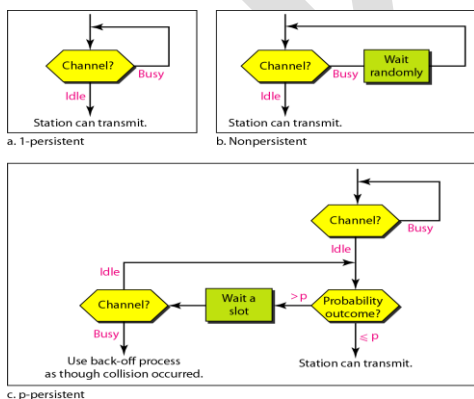 Channel?
Busy
Idle
Station can transmit.
a. 1-persistent
Channel?
Busy
Wait
randomly
Idle
Station can transmit.
b. Nonpersistent
Channel?
Busy
Idle
Probability
outcome?
> p
Wait a
slot
Channel?
Idle
Busy
Use back-off process
as though collision occurred.
⩽ p
Station can transmit.
c. p-persistent